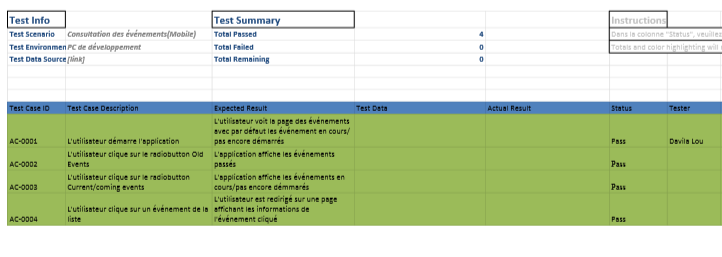 Test Info Test Summary Instructions
Test Scenario Consultation des événements(Mobile) Total Passed 4 Dans la colonne "Status", veuillez
Test Environmen PC de développement Total Failed 0 Totals and color highlighting will
Test Data Source [link] Total Remaining 0
Test Case ID Test Case Description Expected Result Test Data Actual Result Status Tester
L'utilisateur voit la page des événements
avec par défaut les événement en cours/
AC-0001 L'utilisateur démarre l'application pas encore démarrés Pass Davila Lou
L'utilisateur clique sur le radiobutton Old L'application affiche les événements
AC-0002 Events passés Pass
L'utilisateur clique sur le radiobutton L'application affiche les événements en
AC-0003 Current/coming events cours/pas encore démmarés Pass
L'utilisateur est redirigé sur une page
L'utilisateur clique sur un événement de la affichant les informations de
AC-0004 liste l'événement cliqué Pass